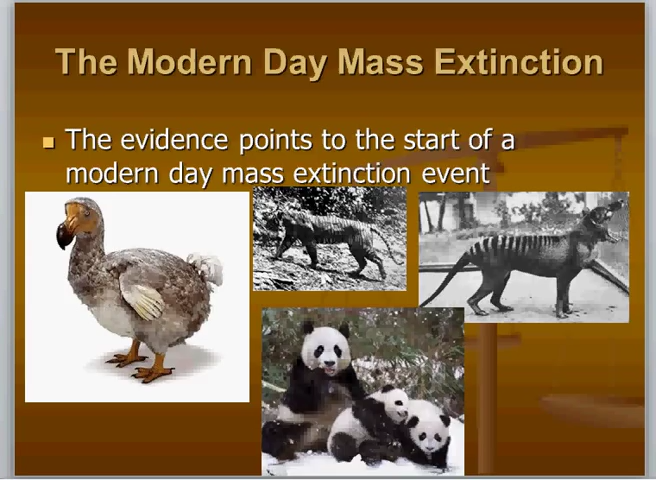 The Modern Day Mass Extinction
The evidence points to the start of a
modern day mass extinction event